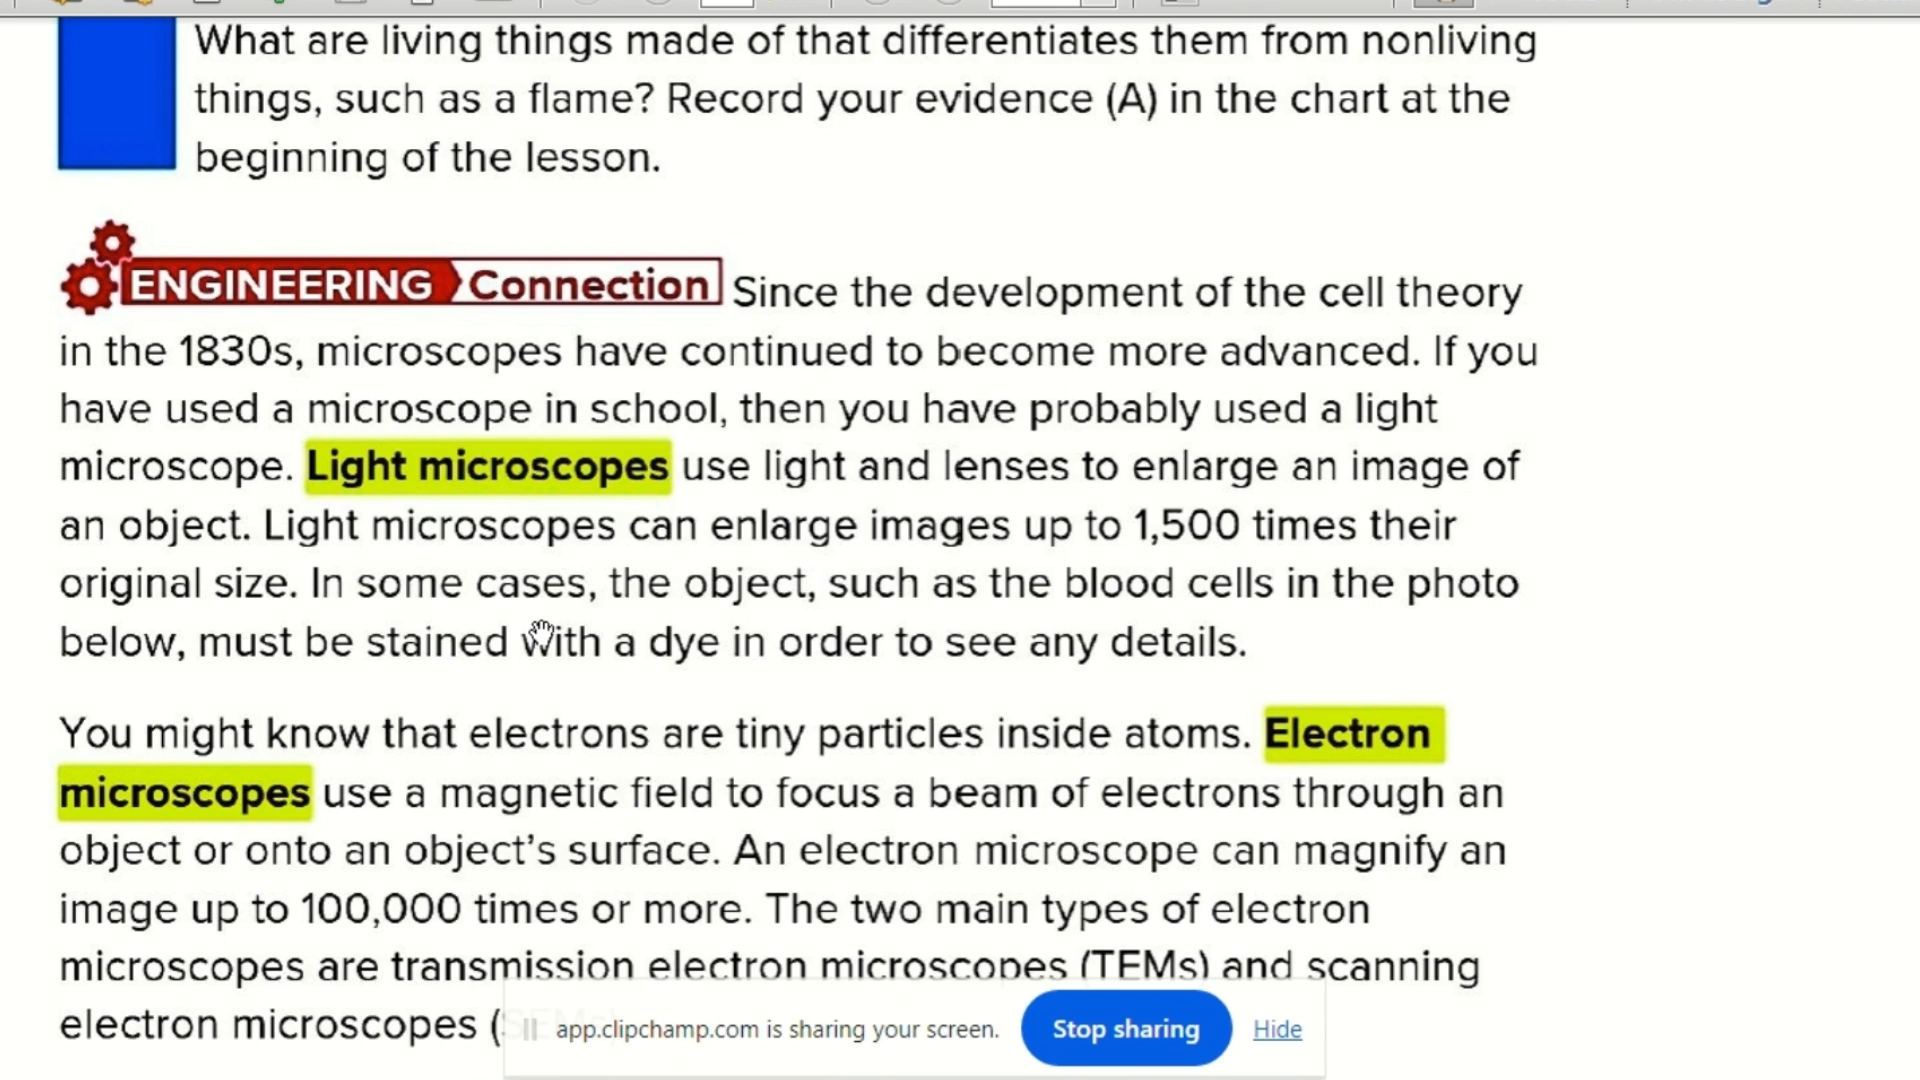 What are living things made of that differentiates them from nonliving
things, such as a flame? Record your evidence (A) in the chart at the
beginning of the lesson.
ENGINEERING Connection Since the development of the cell theory
in the 1830s, microscopes have continued to become more advanced. If you
have used a microscope in school, then you have probably used a light
microscope. Light microscopes use light and lenses to enlarge an image of
an object. Light microscopes can enlarge images up to 1,500 times their
original size. In some cases, the object, such as the blood cells in the photo
below, must be stained with a dye in order to see any details.
You might know that electrons are tiny particles inside atoms. Electron
microscopes use a magnetic field to focus a beam of electrons through an
object or onto an object’s surface. An electron microscope can magnify an
image up to 100,000 times or more. The two main types of electron
microscopes are transmission electron microscopes (TEMs) and scanning
electron microscopes (SEMs)
app.clipchamp.com is sharing your screen. Stop sharing Hide